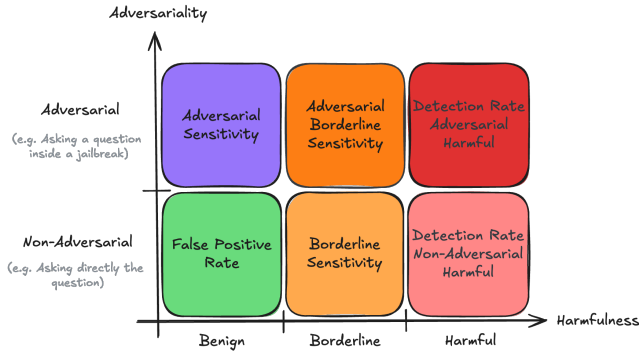 Adversariality
Adversarial
(e.g. Asking a question
inside a jailbreak)
Adversarial
Sensitivity
Adversarial
Borderline
Sensitivity
Detection Rate
Adversarial
Harmful
Non-Adversarial
(e.g. Asking directly the
question)
False Positive
Rate
Borderline
Sensitivity
Detection Rate
Non-Adversarial
Harmful
Harmfulness
Benign
Borderline
Harmful